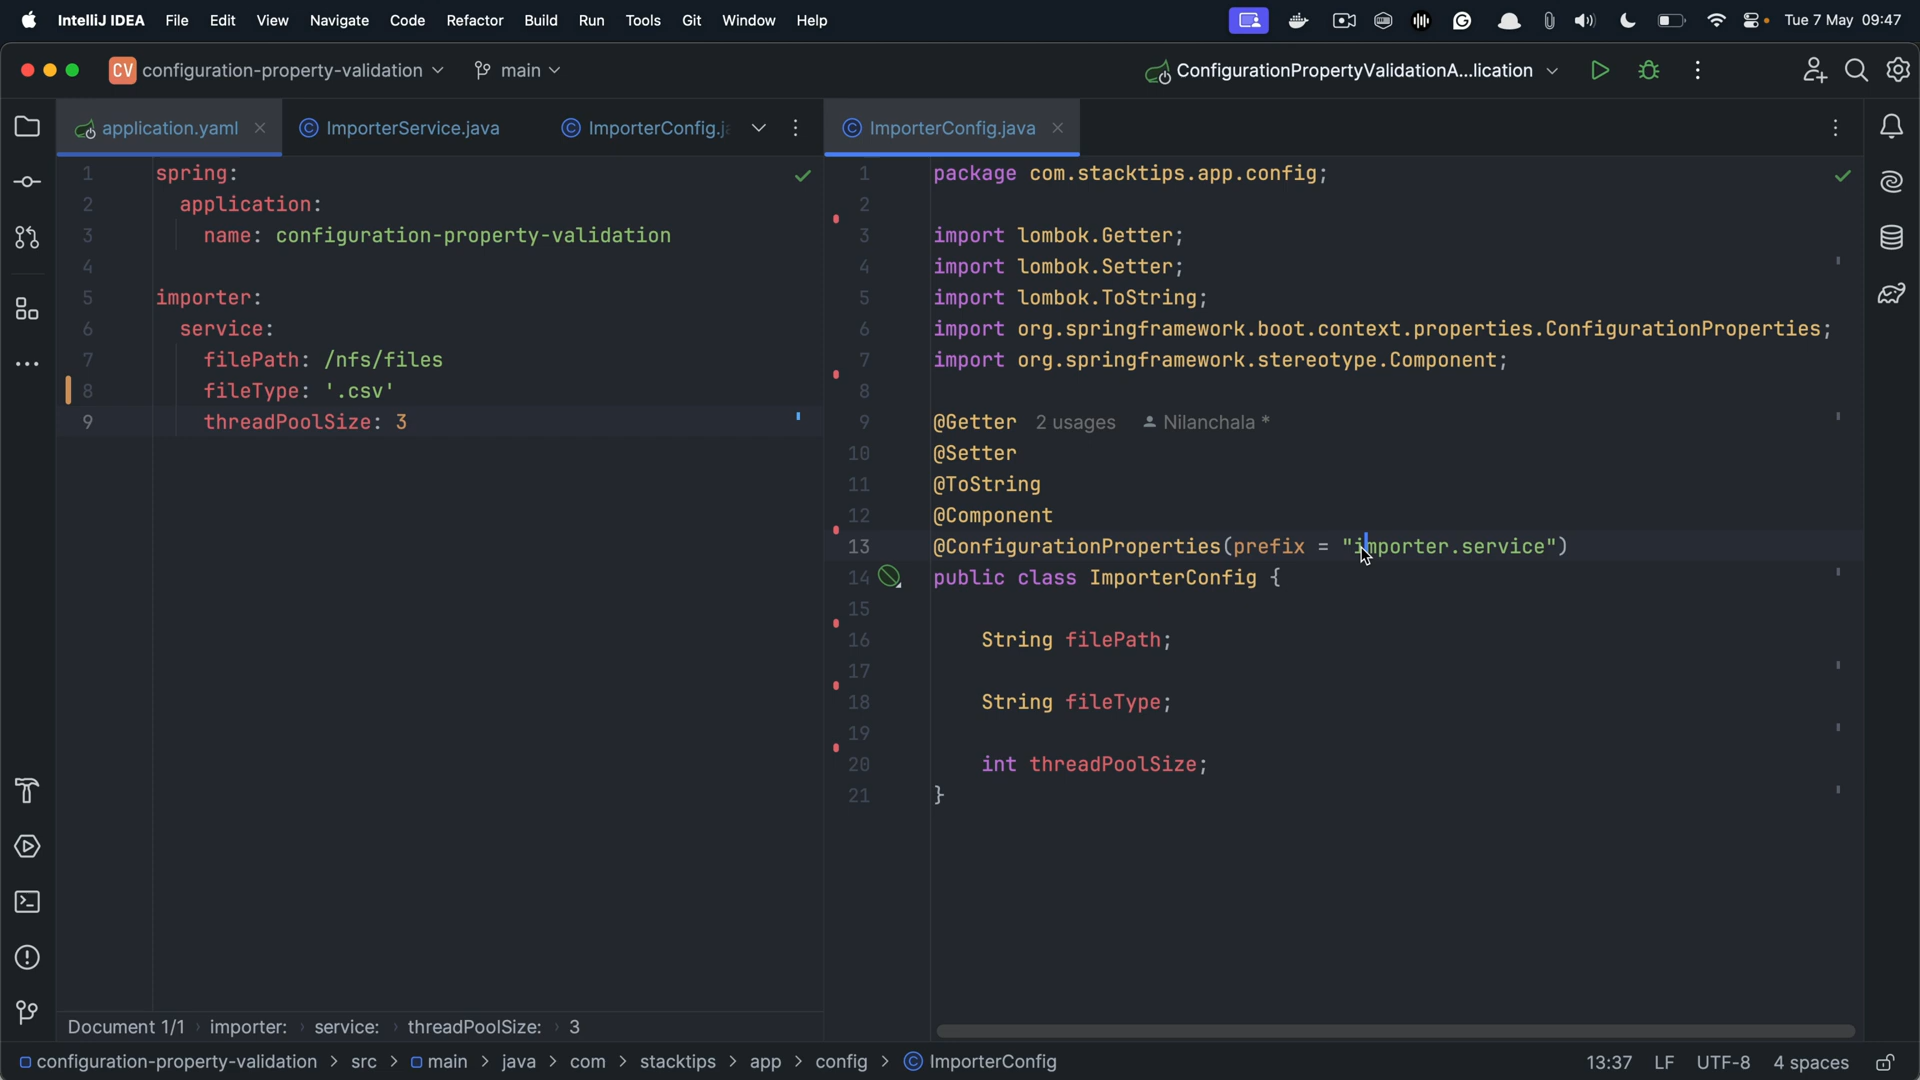 IntelliJ IDEA File Edit View Navigate Code Refactor Build Run Tools Git Window Help Tue 7 May 09:47
CV configuration-property-validation main ConfigurationPropertyValidationA...lication
application.yaml ImporterService.java ImporterConfig.ja
1 spring:
2 application:
3 name: configuration-property-validation
4
5 importer:
6 service:
7 filePath: /nfs/files
8 fileType: '.csv'
9 threadPoolSize: 3
Document 1/1 importer: service: threadPoolSize: 3
ImporterConfig.java
1 package com.stacktips.app.config;
2
3 import lombok.Getter;
4 import lombok.Setter;
5 import lombok.ToString;
6 import org.springframework.boot.context.properties.ConfigurationProperties;
7 import org.springframework.stereotype.Component;
8
9 @Getter 2 usages Nilanchala *
10 @Setter
11 @ToString
12 @Component
13 @ConfigurationProperties(prefix = "importer.service")
14 public class ImporterConfig {
15
16 String filePath;
17
18 String fileType;
19
20 int threadPoolSize;
21 }
configuration-property-validation > src > main > java > com > stacktips > app > config > ImporterConfig 13:37 LF UTF-8 4 spaces